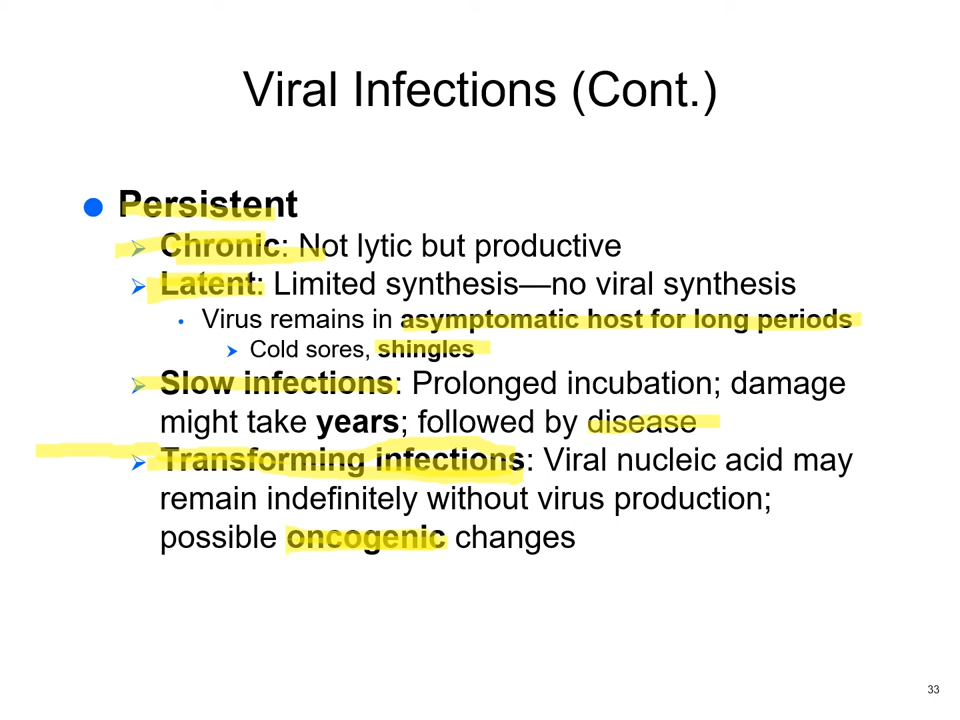 Viral Infections (Cont.)
Persistent
Chronic: Not lytic but productive
Latent: Limited synthesis—no viral synthesis
Virus remains in asymptomatic host for long periods
Cold sores, shingles
Slow infections: Prolonged incubation; damage
might take years; followed by disease
Transforming infections: Viral nucleic acid may
remain indefinitely without virus production;
possible oncogenic changes
33